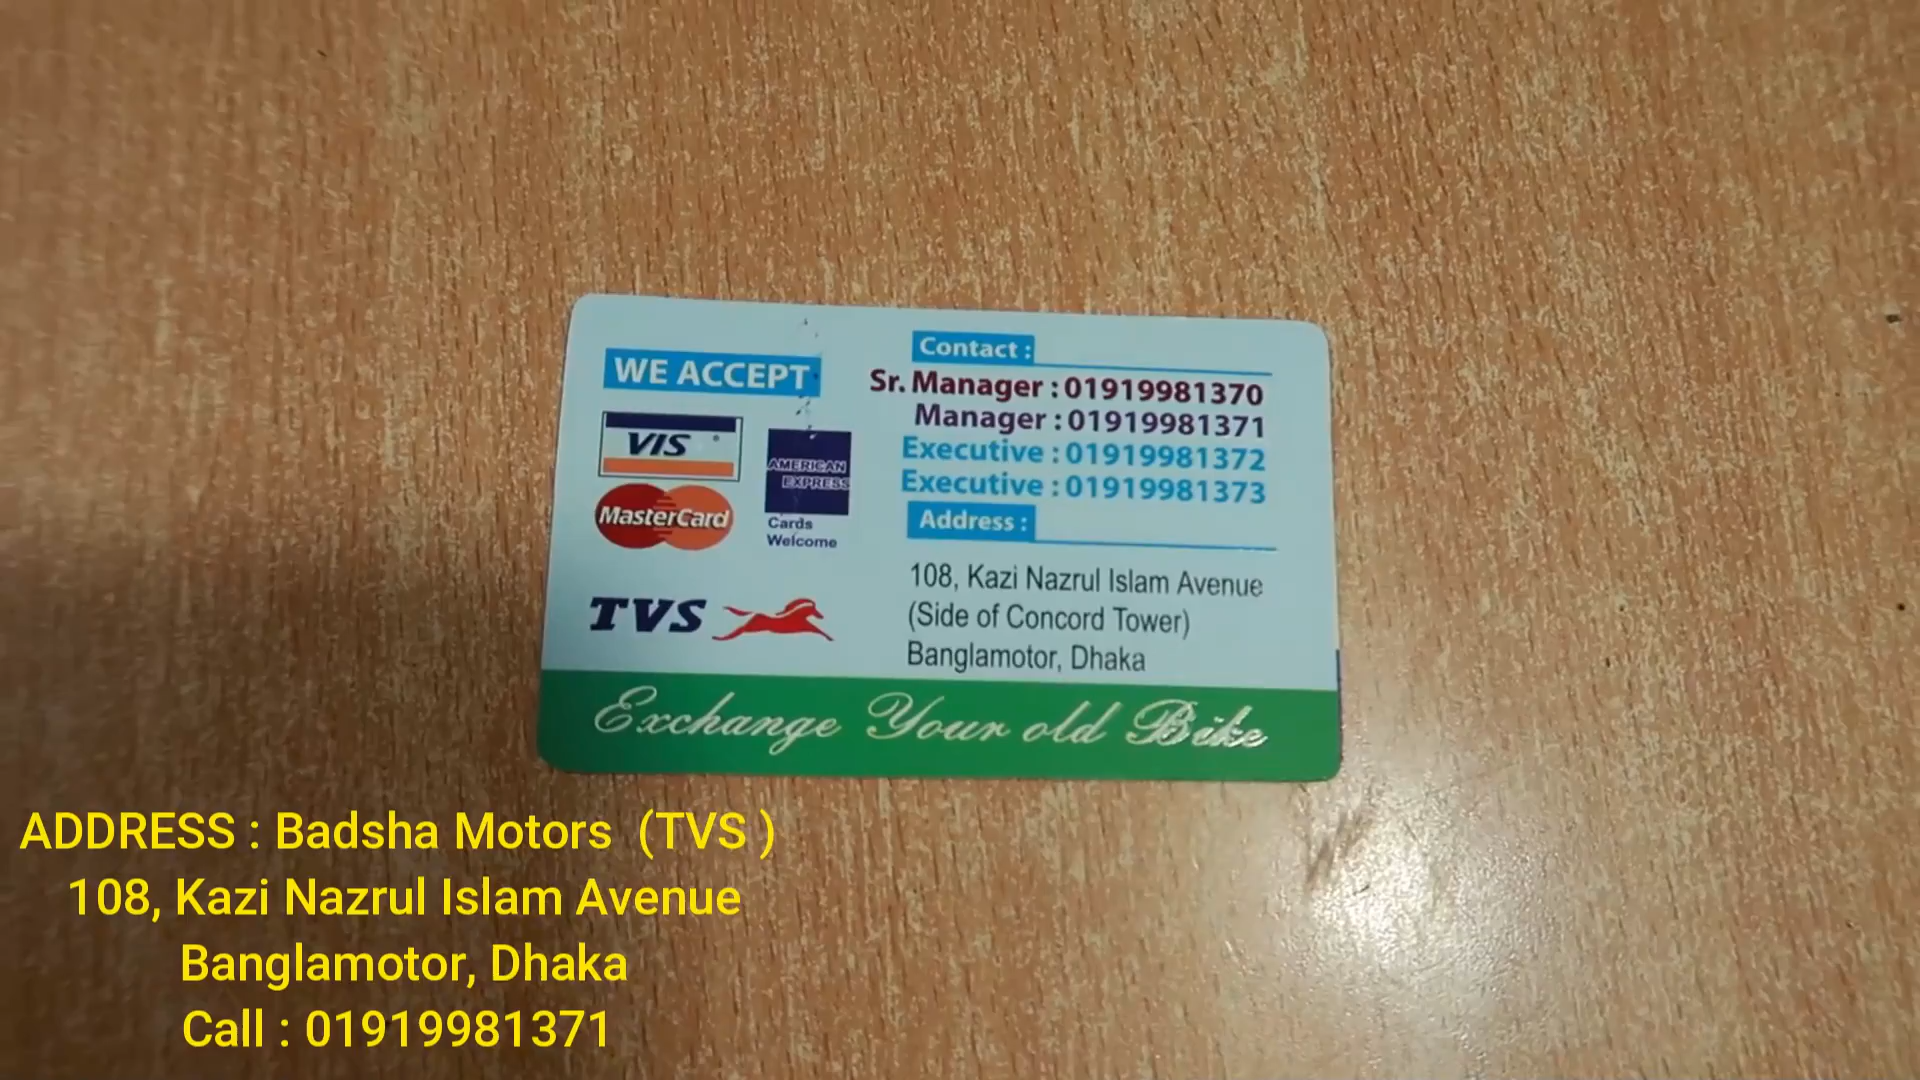 WE ACCEPT
VIS
AMERICAN
EXPRESS
MasterCard
Cards
Welcome
TVS
Contact :
Sr. Manager : 01919981370
Manager : 01919981371
Executive : 01919981372
Executive : 01919981373
Address :
108, Kazi Nazrul Islam Avenue
(Side of Concord Tower)
Banglamotor, Dhaka
Exchange Your old Bike
ADDRESS : Badsha Motors (TVS )
108, Kazi Nazrul Islam Avenue
Banglamotor, Dhaka
Call : 01919981371